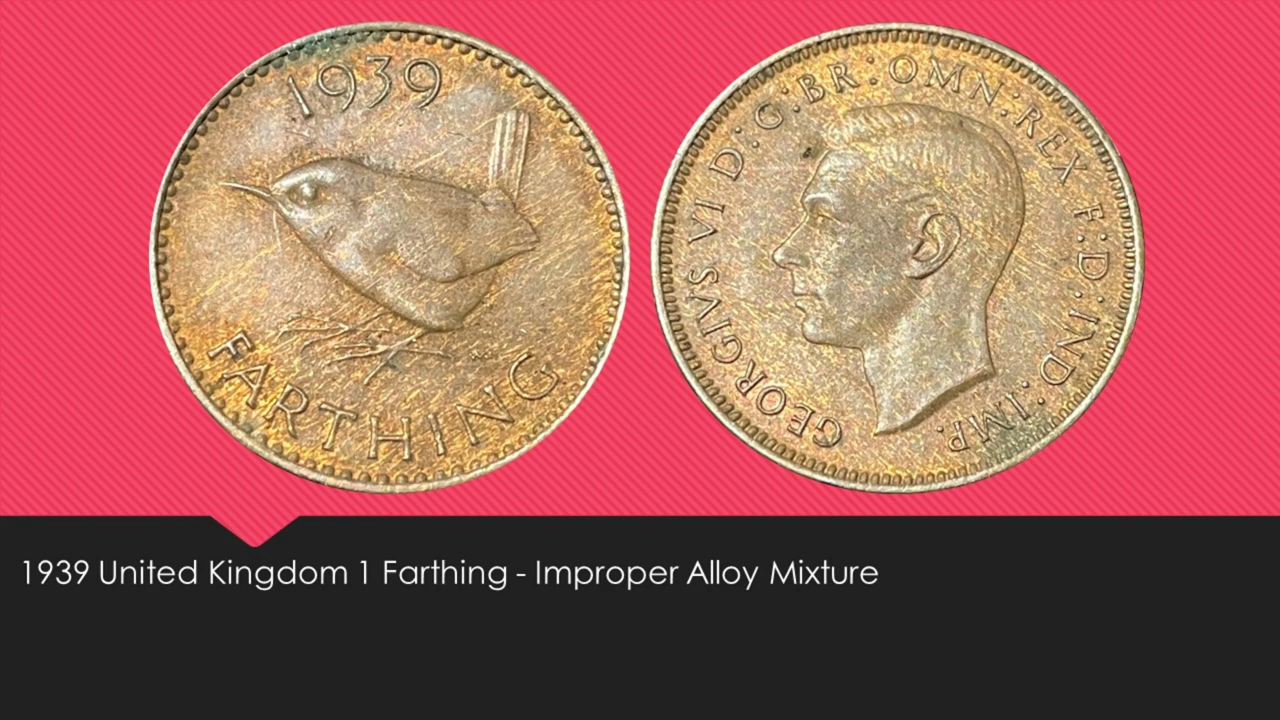 1939
FARTHING
GEORGIVS VI D:G:BR:OMN:REX F:D:IND:IMP.
1939 United Kingdom 1 Farthing - Improper Alloy Mixture